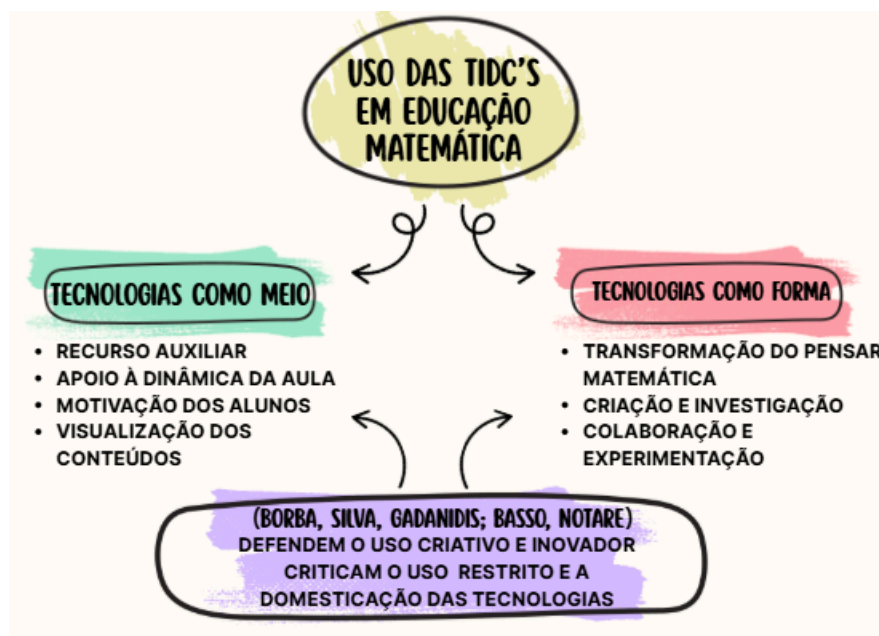 USO DAS TIDC'S
EM EDUCAÇÃO
MATEMÁTICA
TECNOLOGIAS COMO MEIO
• RECURSO AUXILIAR
• APOIO À DINÂMICA DA AULA
• MOTIVAÇÃO DOS ALUNOS
• VISUALIZAÇÃO DOS
CONTEÚDOS
TECNOLOGIAS COMO FORMA
• TRANSFORMAÇÃO DO PENSAR
MATEMÁTICA
• CRIAÇÃO E INVESTIGAÇÃO
• COLABORAÇÃO E
EXPERIMENTAÇÃO
(BORBA, SILVA, GADANIDIS; BASSO, NOTARE)
DEFENDEM O USO CRIATIVO E INOVADOR
CRITICAM O USO RESTRITO E A
DOMESTICAÇÃO DAS TECNOLOGIAS